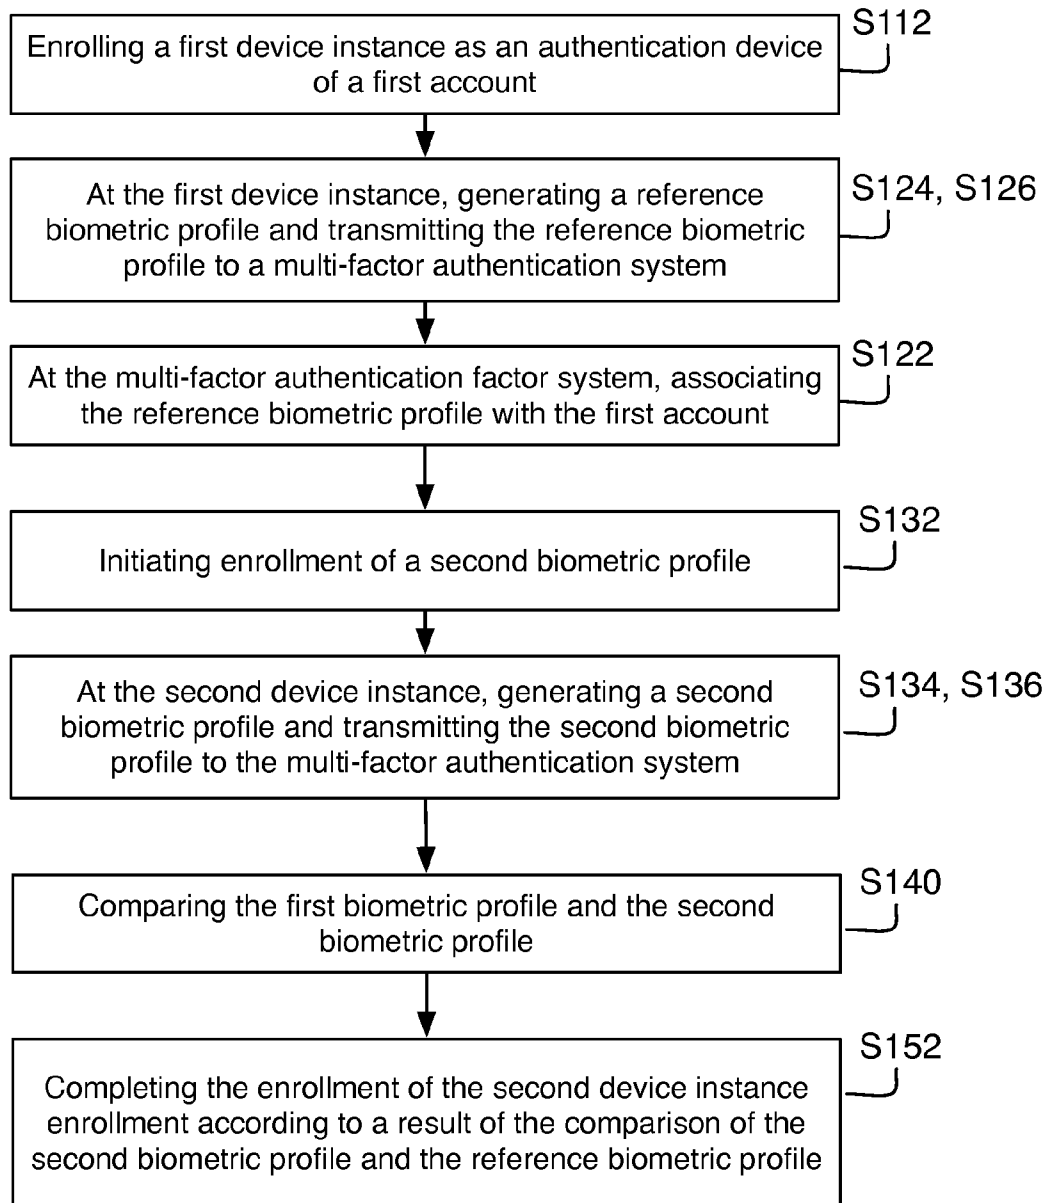 Enrolling a first device instance as an authentication device
of a first account
S112
At the first device instance, generating a reference
biometric profile and transmitting the reference biometric
profile to a multi-factor authentication system
S124, S126
At the multi-factor authentication factor system, associating
the reference biometric profile with the first account
S122
Initiating enrollment of a second biometric profile
S132
At the second device instance, generating a second
biometric profile and transmitting the second biometric
profile to the multi-factor authentication system
S134, S136
Comparing the first biometric profile and the second
biometric profile
S140
Completing the enrollment of the second device instance
enrollment according to a result of the comparison of the
second biometric profile and the reference biometric profile
S152